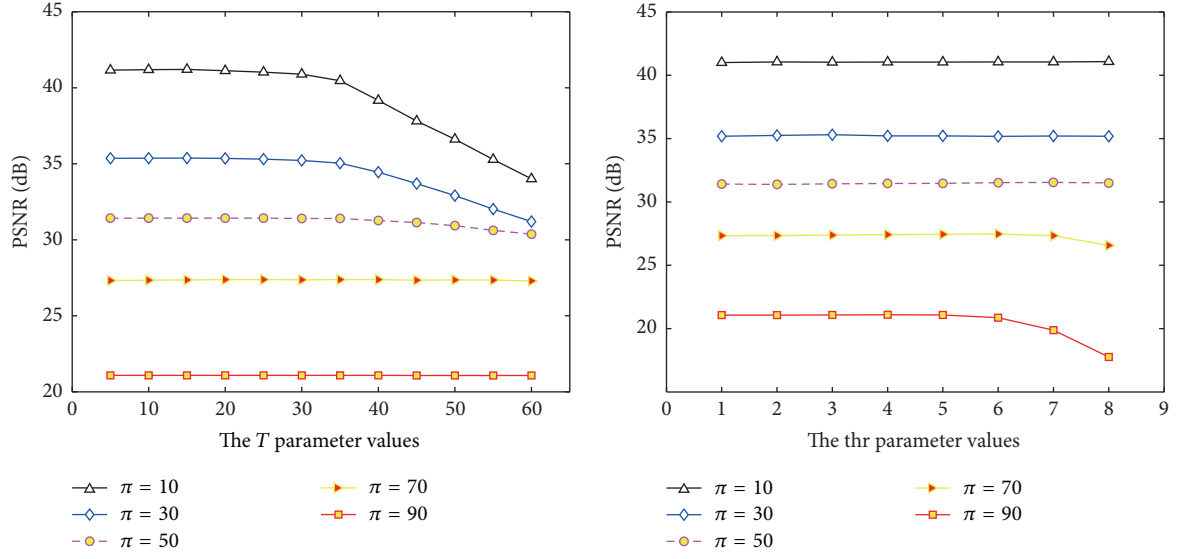 45
40
35
30
25
20
PSNR (dB)
0 10 20 30 40 50 60
The T parameter values
π = 10
π = 30
π = 50
π = 70
π = 90
45
40
35
30
25
20
PSNR (dB)
0 1 2 3 4 5 6 7 8 9
The thr parameter values
π = 10
π = 30
π = 50
π = 70
π = 90